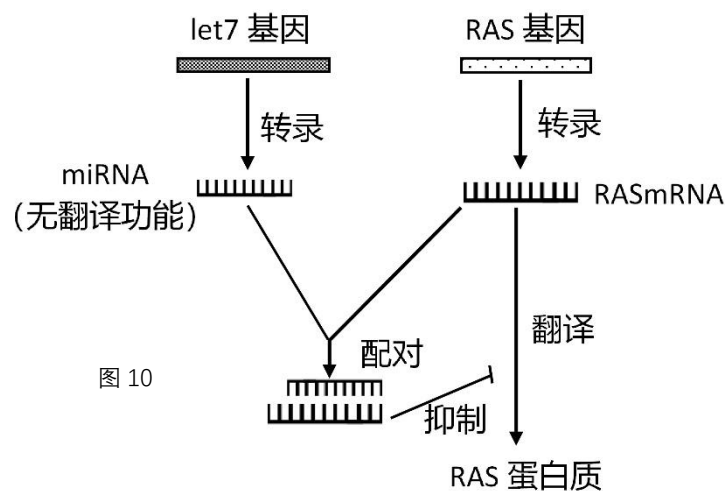 let7 基因
RAS 基因
转录
转录
miRNA
（无翻译功能）
RASmRNA
配对
翻译
图 10
抑制
RAS 蛋白质